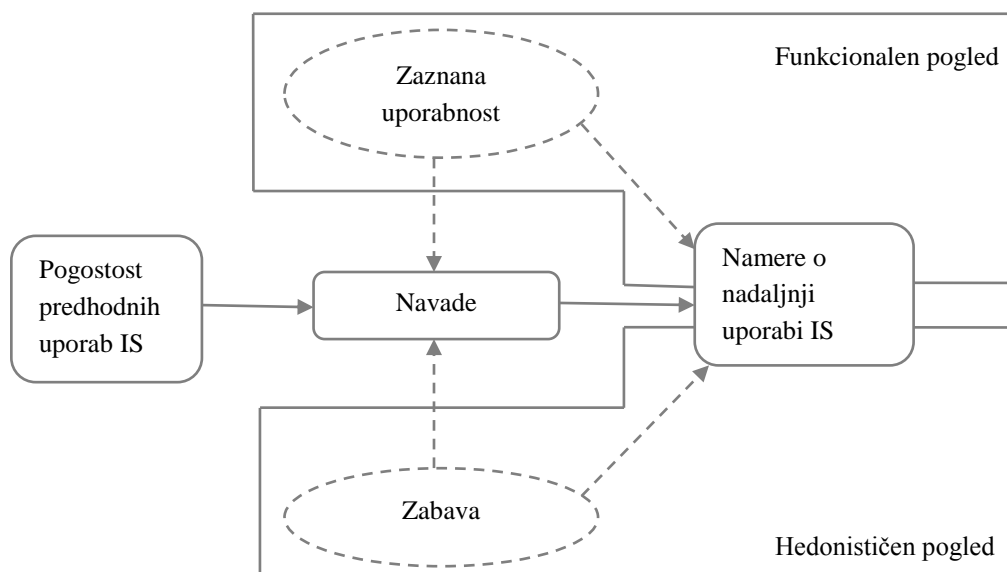 Funkcionalen pogled
Zaznana
uporabnost
Pogostost
predhodnih
uporab IS
Navade
Namere o
nadaljnji
uporabi IS
Zabava
Hedonističen pogled